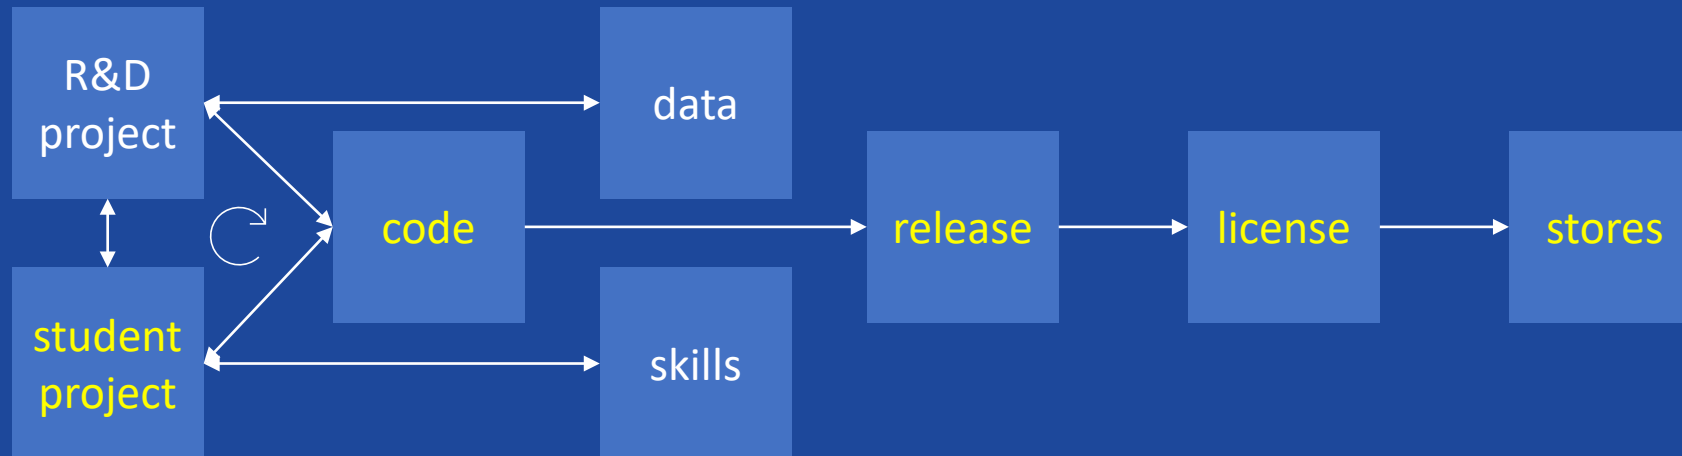 R&D
project
data
code
release
license
stores
student
project
skills